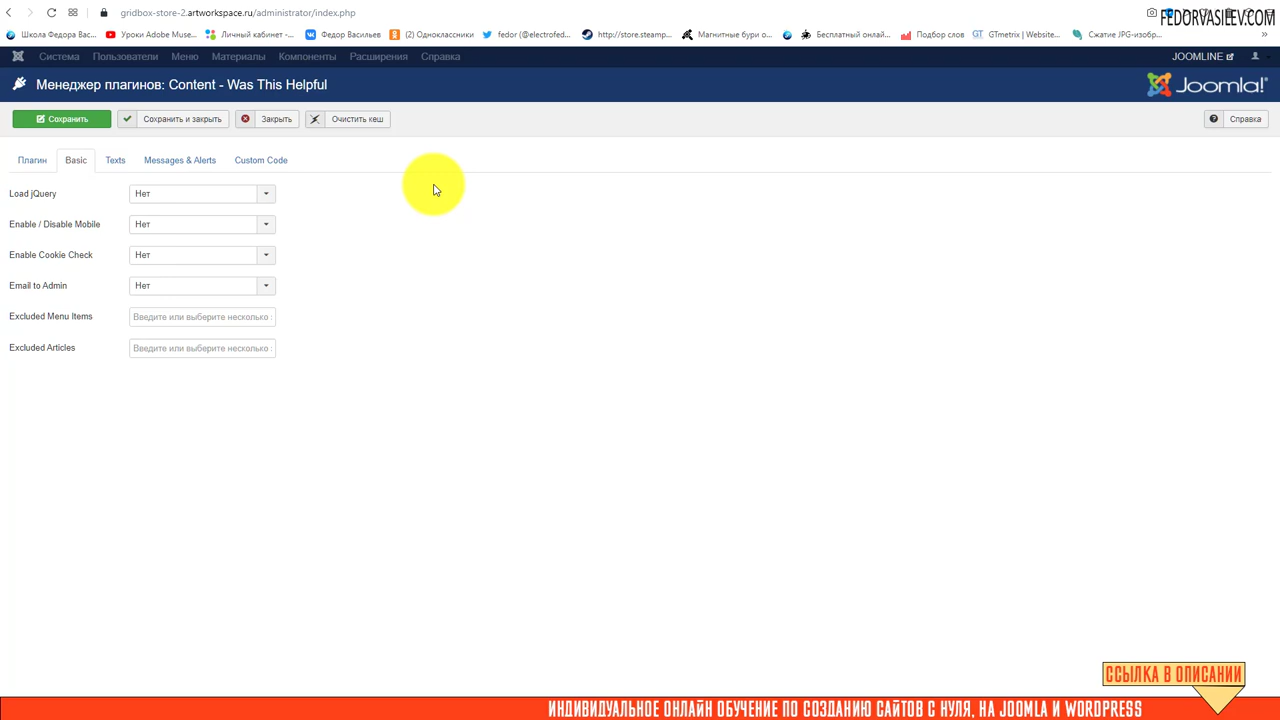 gridbox-store-2.artworkspace.ru/administrator/index.php
FEDORVASILEV.COM
Школа Федора Вас... Уроки Adobe Muse... Личный кабинет -... Федор Васильев (2) Одноклассники fedor (@electrofed... http://store.steamp... Магнитные бури о... Бесплатный онлай... Подбор слов GT GTmetrix | Website... Сжатие JPG-изобр... »
Система Пользователи Меню Материалы Компоненты Расширения Справка JOOMLINE
Менеджер плагинов: Content - Was This Helpful Joomla!®
Сохранить Сохранить и закрыть Закрыть Очистить кеш Справка
Плагин Basic Texts Messages & Alerts Custom Code
Load jQuery Нет
Enable / Disable Mobile Нет
Enable Cookie Check Нет
Email to Admin Нет
Excluded Menu Items Введите или выберите несколько
Excluded Articles Введите или выберите несколько
ССЫЛКА В ОПИСАНИИ
ИНДИВИДУАЛЬНОЕ ОНЛАЙН ОБУЧЕНИЕ ПО СОЗДАНИЮ САЙТОВ С НУЛЯ, НА JOOMLA И WORDPRESS